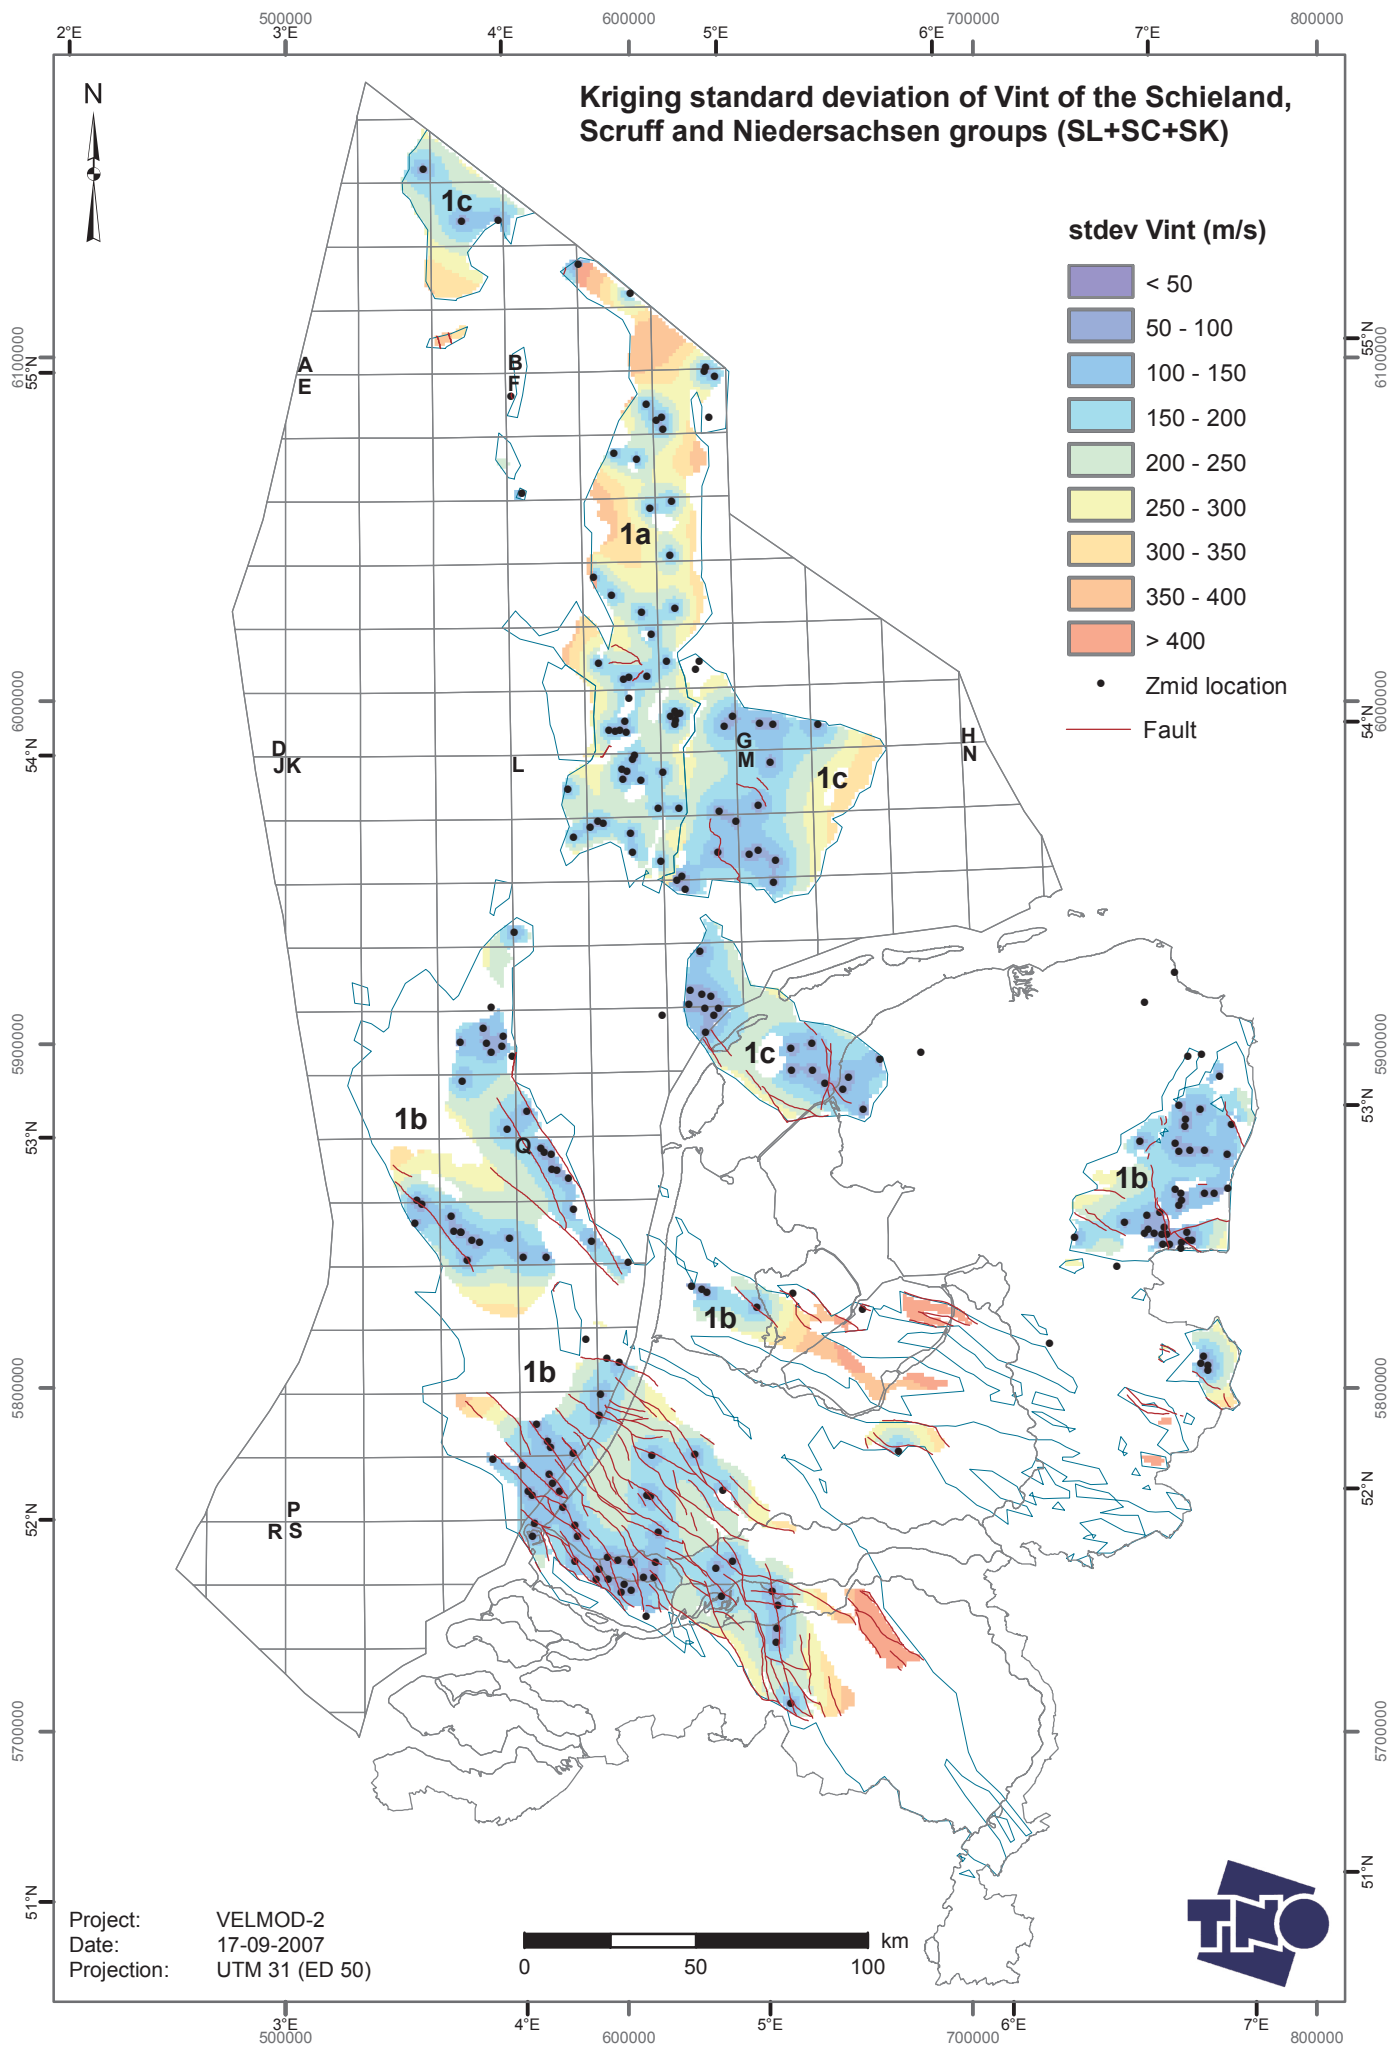 500000 600000 700000 800000
2°E 3°E 4°E 5°E 6°E 7°E
N
Kriging standard deviation of Vint of the Schieland,
Scruff and Niedersachsen groups (SL+SC+SK)
1c
stdev Vint (m/s)
< 50
50 - 100
100 - 150
150 - 200
200 - 250
250 - 300
300 - 350
350 - 400
> 400
Zmid location
Fault
6100000
55°N
55°N
6100000
A
E
B
F
1a
6000000
54°N
54°N
6000000
D
JK
L
G
M
H
N
1c
5900000
53°N
53°N
5900000
1c
1b
Q
1b
1b
1b
5800000
52°N
52°N
5800000
P
R S
5700000
51°N
51°N
5700000
Project: VELMOD-2
Date: 17-09-2007
Projection: UTM 31 (ED 50)
km
0 50 100
TNO
3°E 4°E 5°E 6°E 7°E
500000 600000 700000 800000